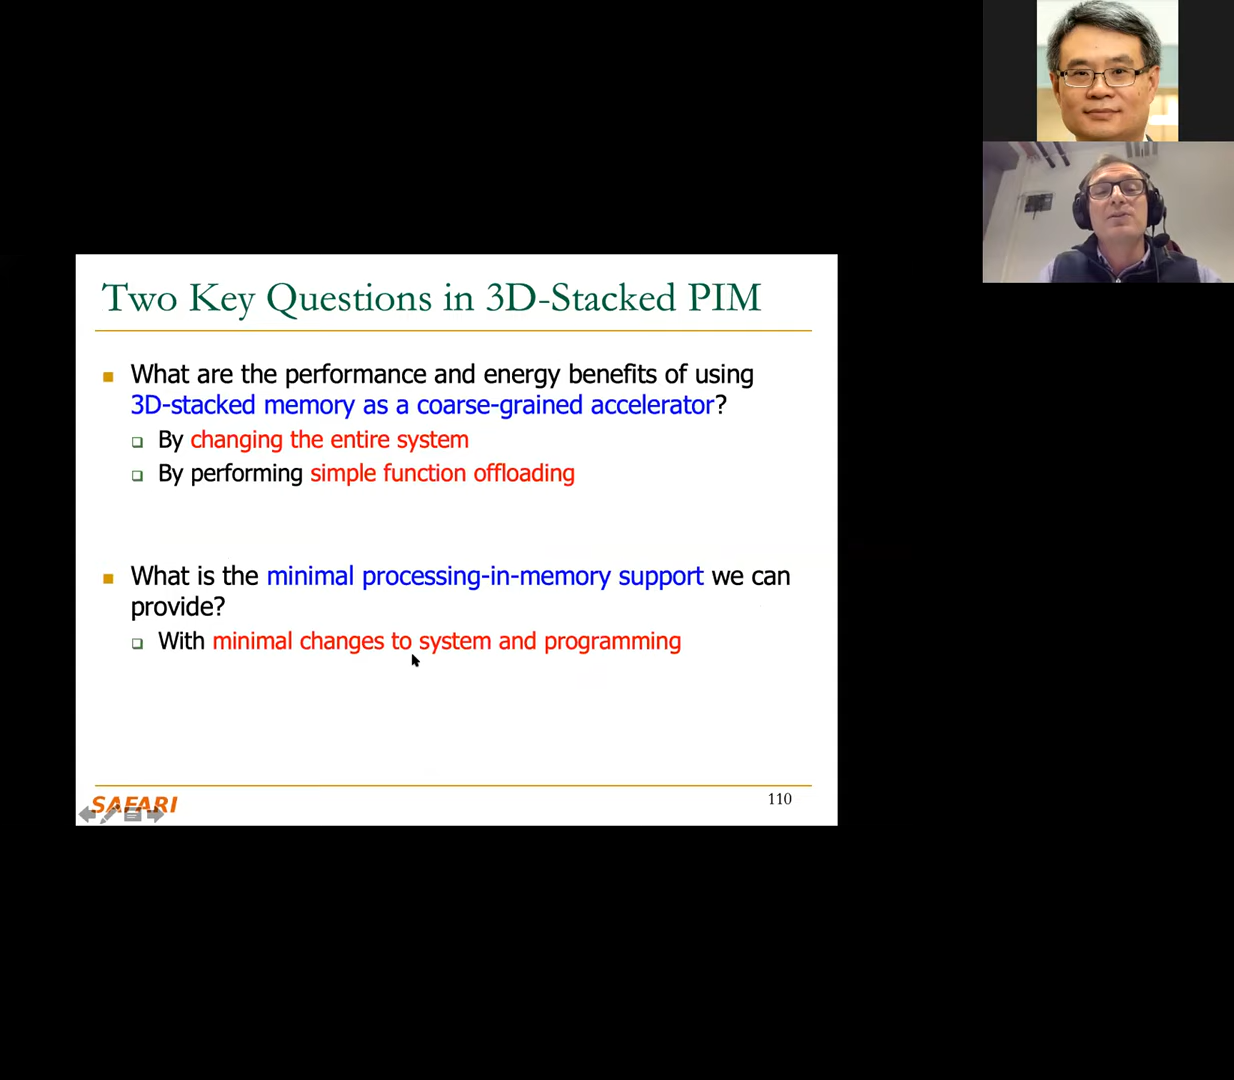 Two Key Questions in 3D-Stacked PIM
What are the performance and energy benefits of using
3D-stacked memory as a coarse-grained accelerator?
By changing the entire system
By performing simple function offloading
What is the minimal processing-in-memory support we can
provide?
With minimal changes to system and programming
SAFARI
110